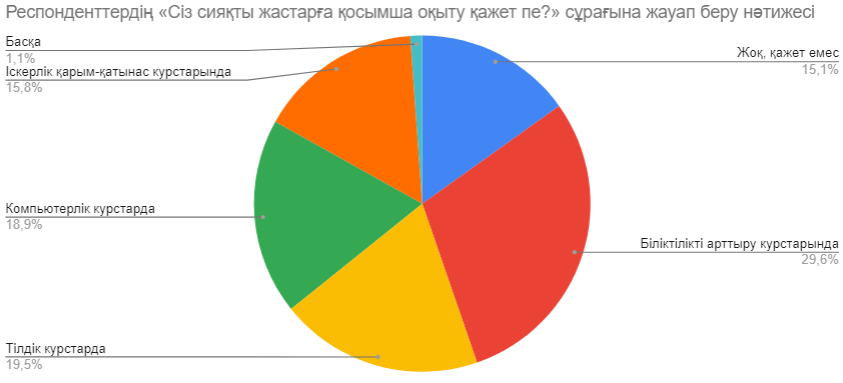 Респонденттердің «Сіз сияқты жастарға қосымша оқыту қажет пе?» сұрағына жауап беру нәтижесі
Басқа
1,1%
Іскерлік қарым-қатынас курстарында
15,8%
Жоқ, қажет емес
15,1%
Компьютерлік курстарда
18,9%
Біліктілікті арттыру курстарында
29,6%
Тілдік курстарда
19,5%